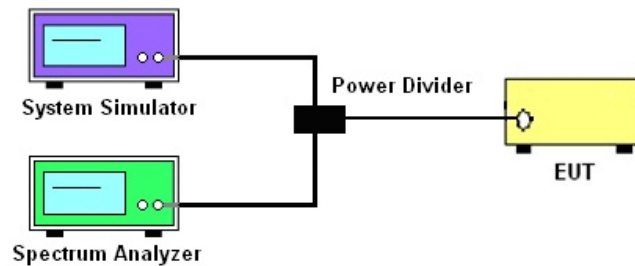 System Simulator
Power Divider
EUT
Spectrum Analyzer